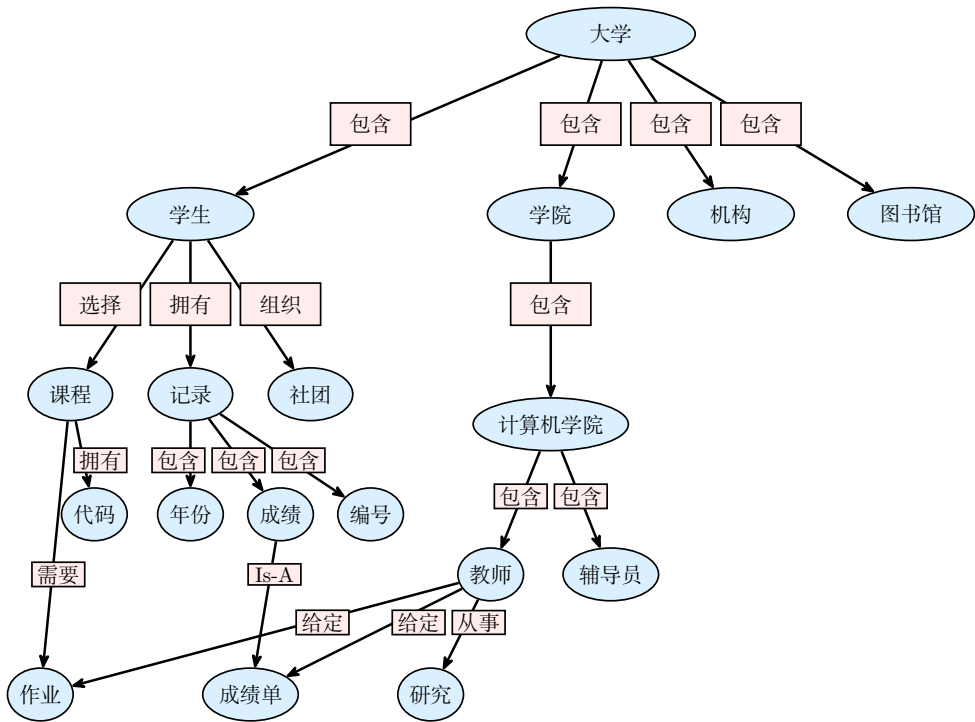 大学
包含
包含
包含
包含
学生
学院
机构
图书馆
选择
拥有
组织
包含
课程
记录
社团
计算机学院
拥有
包含
包含
包含
包含
包含
代码
年份
成绩
编号
需要
Is-A
教师
辅导员
给定
给定
从事
作业
成绩单
研究